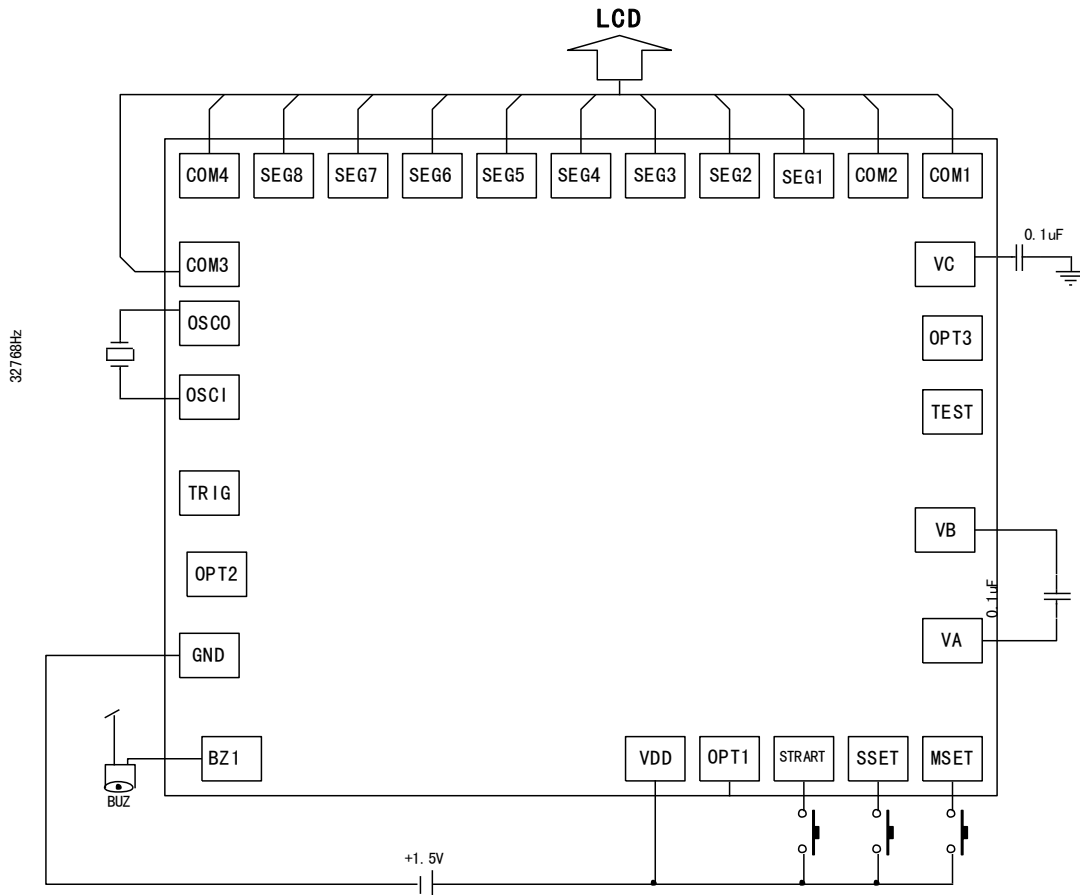 LCD
COM4 SEG8 SEG7 SEG6 SEG5 SEG4 SEG3 SEG2 SEG1 COM2 COM1
COM3
VC
0.1uF
OSCO
32768Hz
OPT3
OSCI
TEST
TRIG
VB
OPT2
0.1uF
GND
VA
BZ1
BUZ
VDD OPT1 STRART SSET MSET
+1.5V